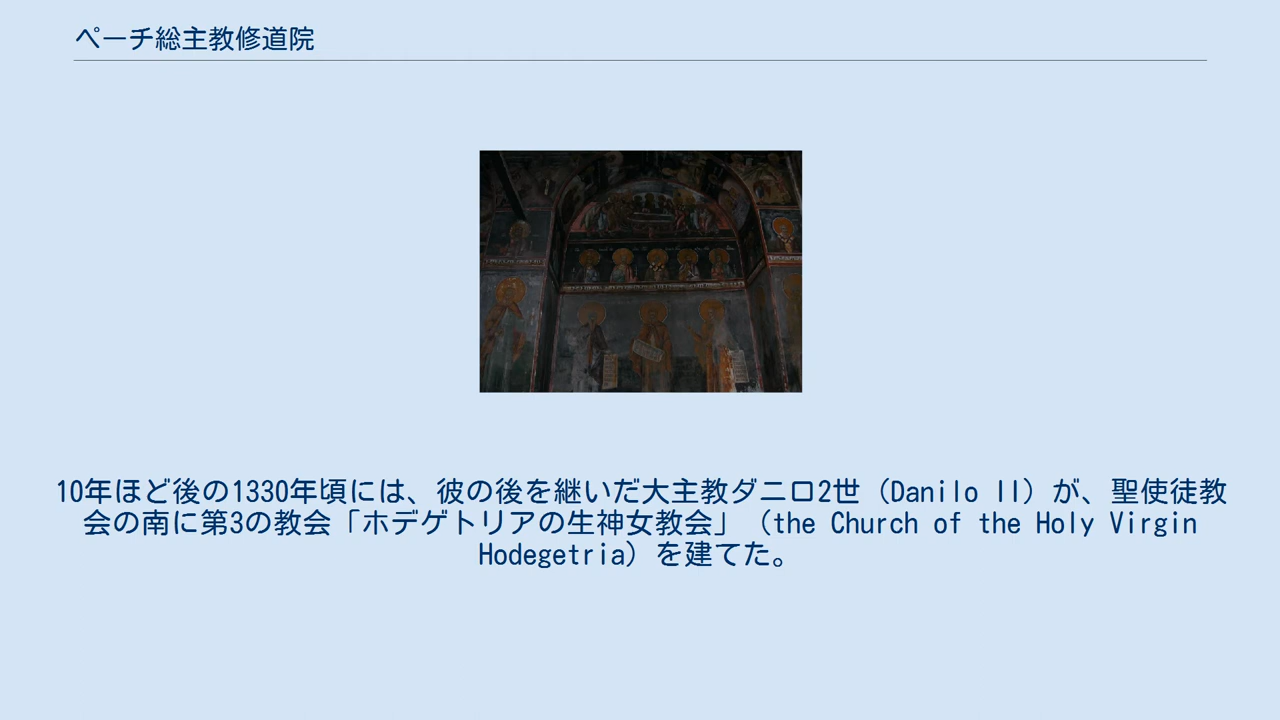 ペーチ総主教修道院
10年ほど後の1330年頃には、彼の後を継いだ大主教ダニロ2世（Danilo II）が、聖使徒教
会の南に第3の教会「ホデゲトリアの生神女教会」（the Church of the Holy Virgin
Hodegetria）を建てた。